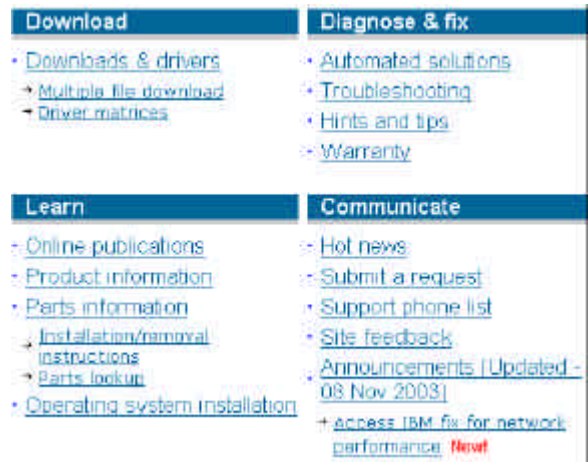 Download
Downloads & drivers
Multiple file download
Driver matrices
Diagnose & fix
Automated solutions
Troubleshooting
Hints and tips
Warranty
Learn
Online publications
Product information
Parts information
Installation/removal
instructions
Parts lookup
Operating system installation
Communicate
Hot news
Submit a request
Support phone list
Site feedback
Announcements [Updated -
08 Nov 2003]
Access IBM fix for network
performance New!